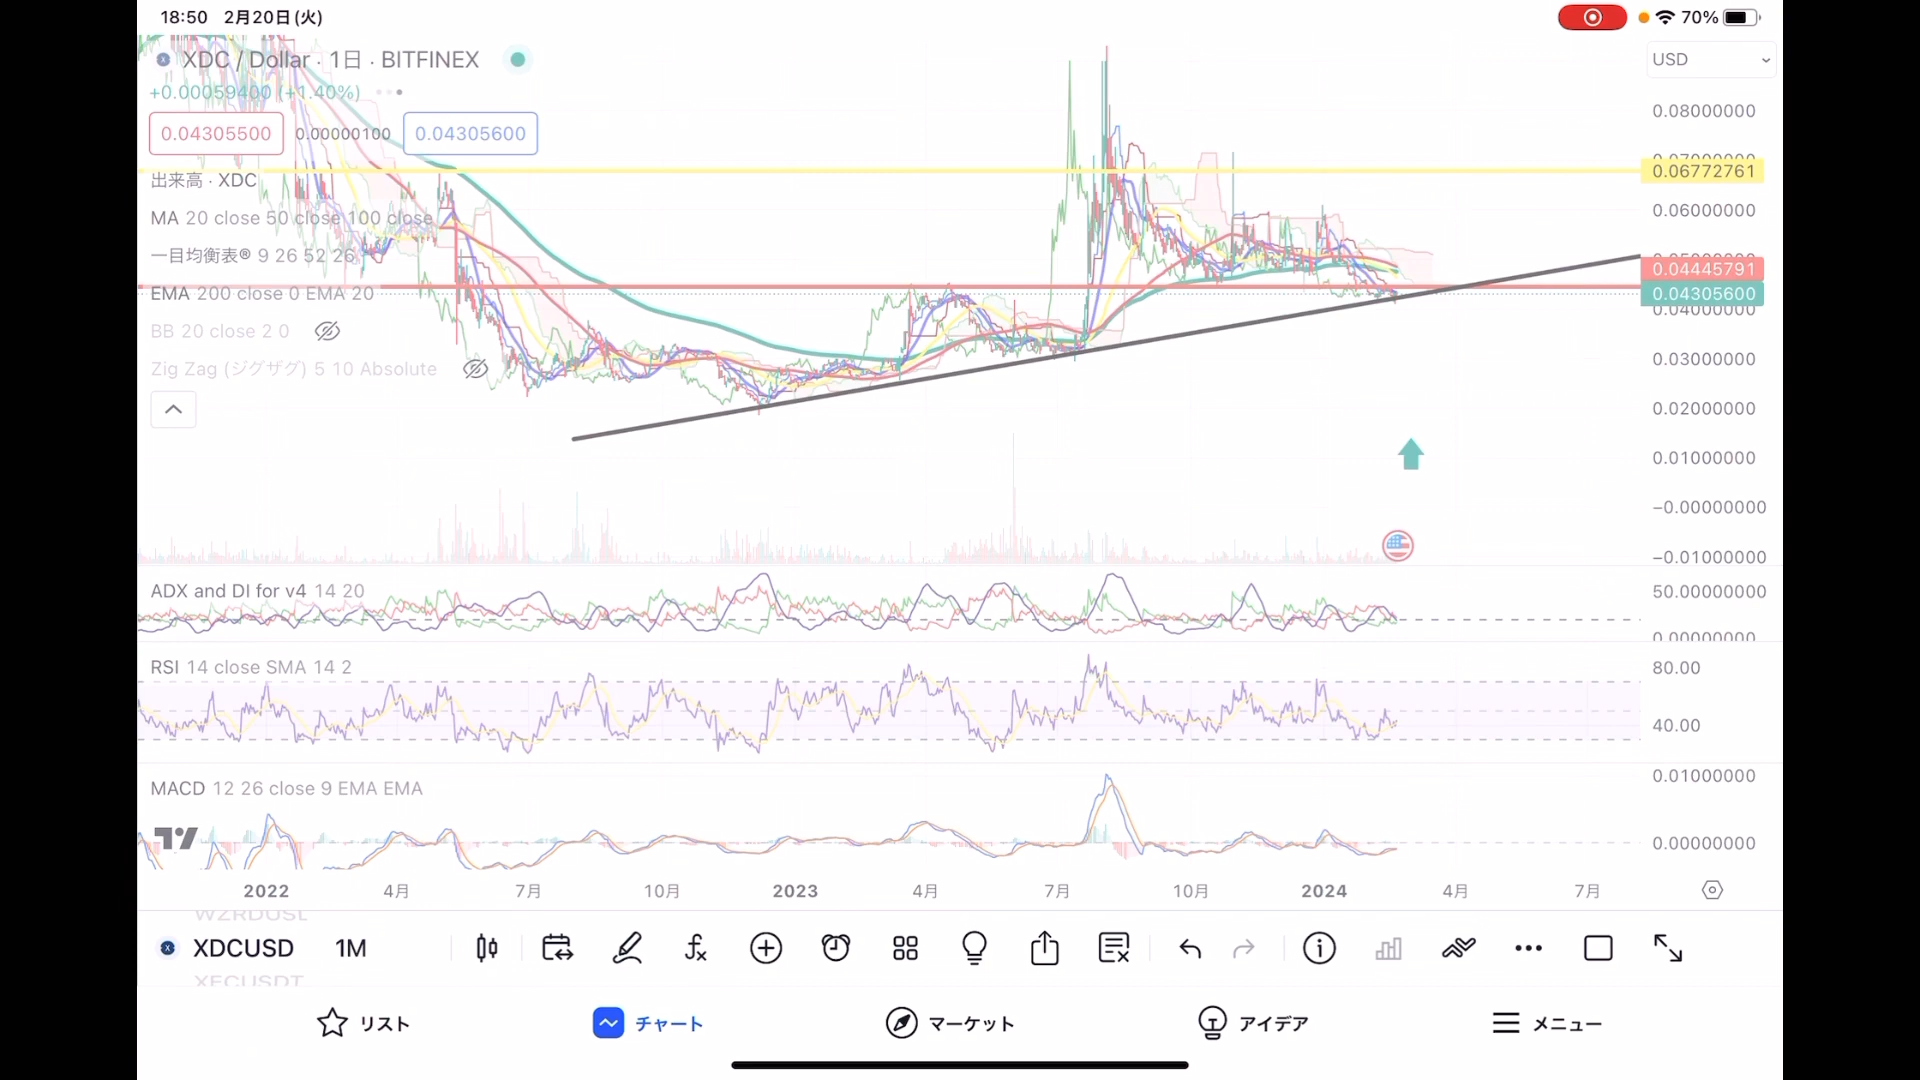 18:50 2月20日(火)
70%
XDC / Dollar · 1日 · BITFINEX
USD
+0.00059400 (+1.40%)
0.04305500
0.00000100
0.04305600
0.08000000
0.06772761
出来高 · XDC
0.06000000
MA 20 close 50 close 100 close
一目均衡表® 9 26 52 26
0.04445791
EMA 200 close 0 EMA 20
0.04305600
0.04000000
BB 20 close 2 0
0.03000000
Zig Zag (ジグザグ) 5 10 Absolute
0.02000000
0.01000000
−0.00000000
−0.01000000
ADX and DI for v4 14 20
50.00000000
0.00000000
RSI 14 close SMA 14 2
80.00
40.00
MACD 12 26 close 9 EMA EMA
0.01000000
0.00000000
2022 4月 7月 10月 2023 4月 7月 10月 2024 4月 7月
WZRDUSL
XDCUSD 1M
XECUSDT
リスト チャート マーケット アイデア メニュー